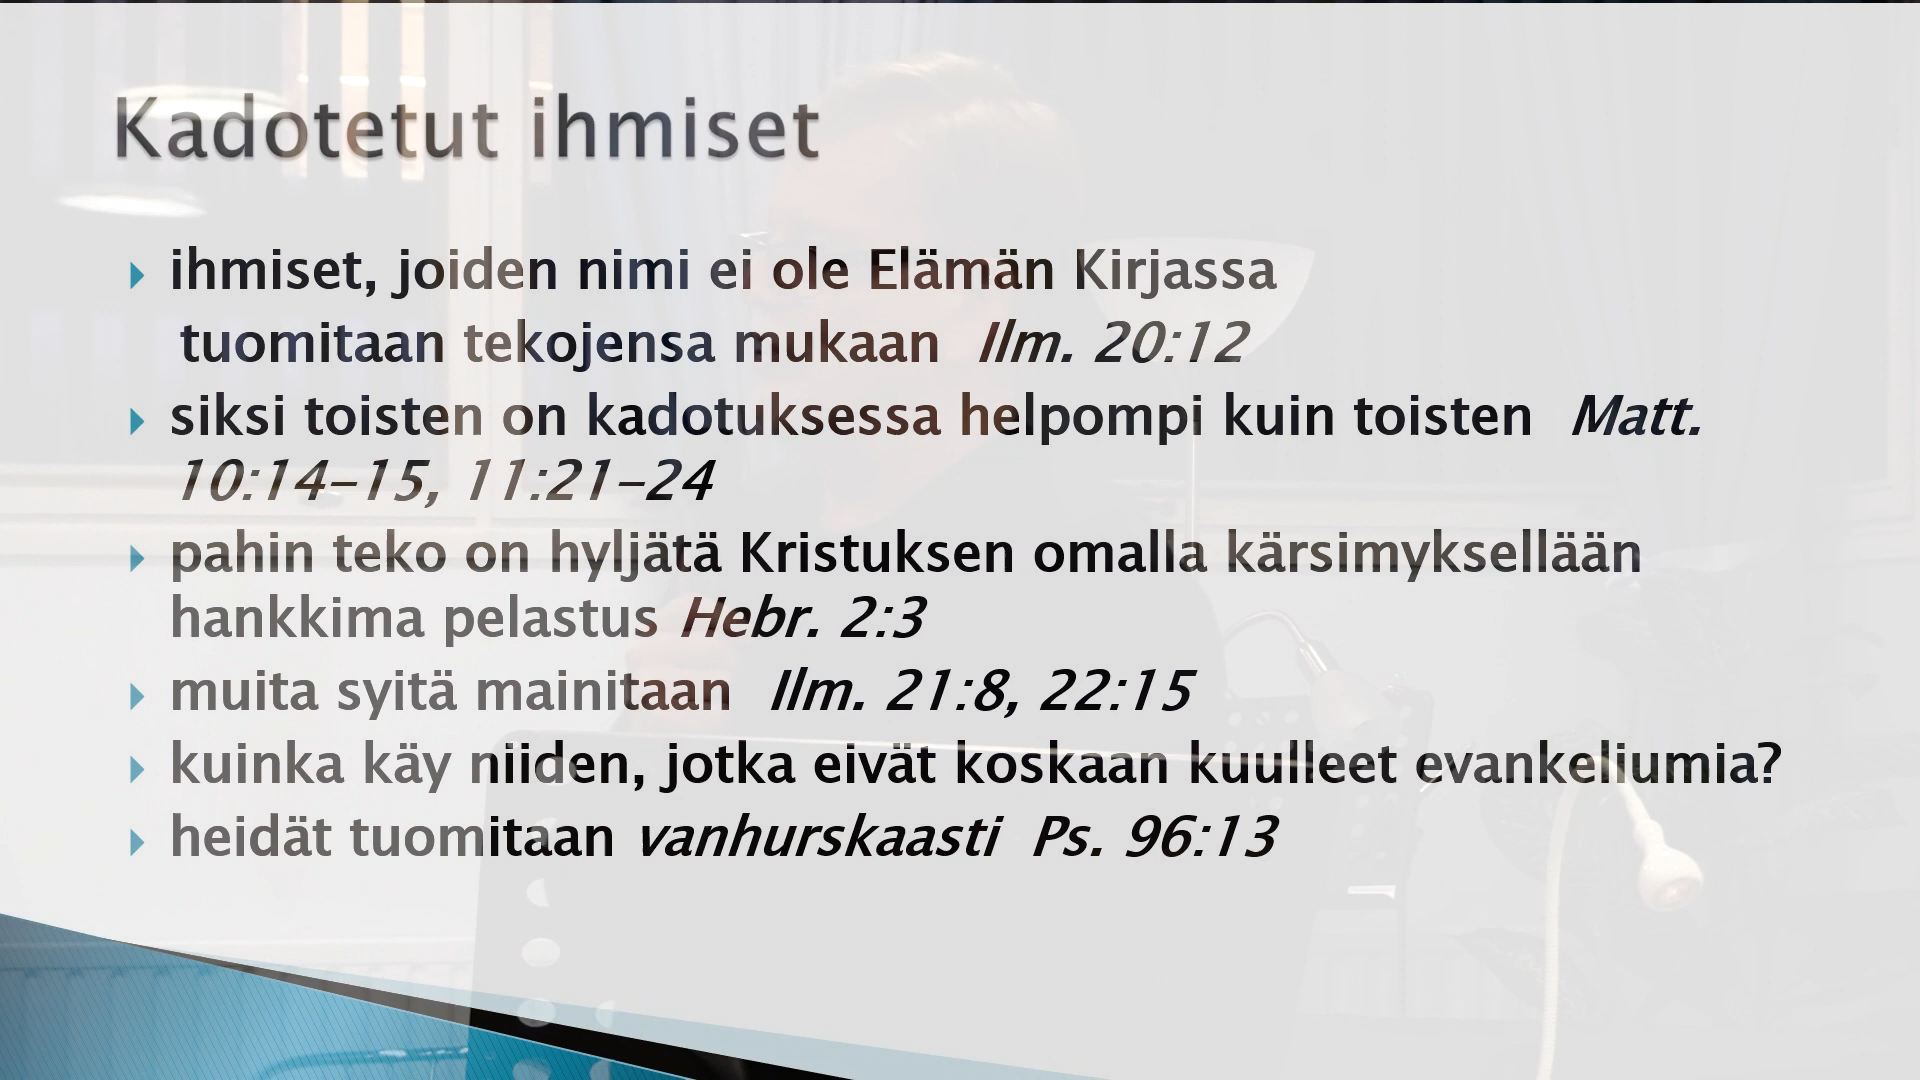 Kadotetut ihmiset
ihmiset, joiden nimi ei ole Elämän Kirjassa
tuomitaan tekojensa mukaan Ilm. 20:12
siksi toisten on kadotuksessa helpompi kuin toisten Matt.
10:14-15, 11:21-24
pahin teko on hyljätä Kristuksen omalla kärsimyksellään
hankkima pelastus Hebr. 2:3
muita syitä mainitaan Ilm. 21:8, 22:15
kuinka käy niiden, jotka eivät koskaan kuulleet evankeliumia?
heidät tuomitaan vanhurskaasti Ps. 96:13